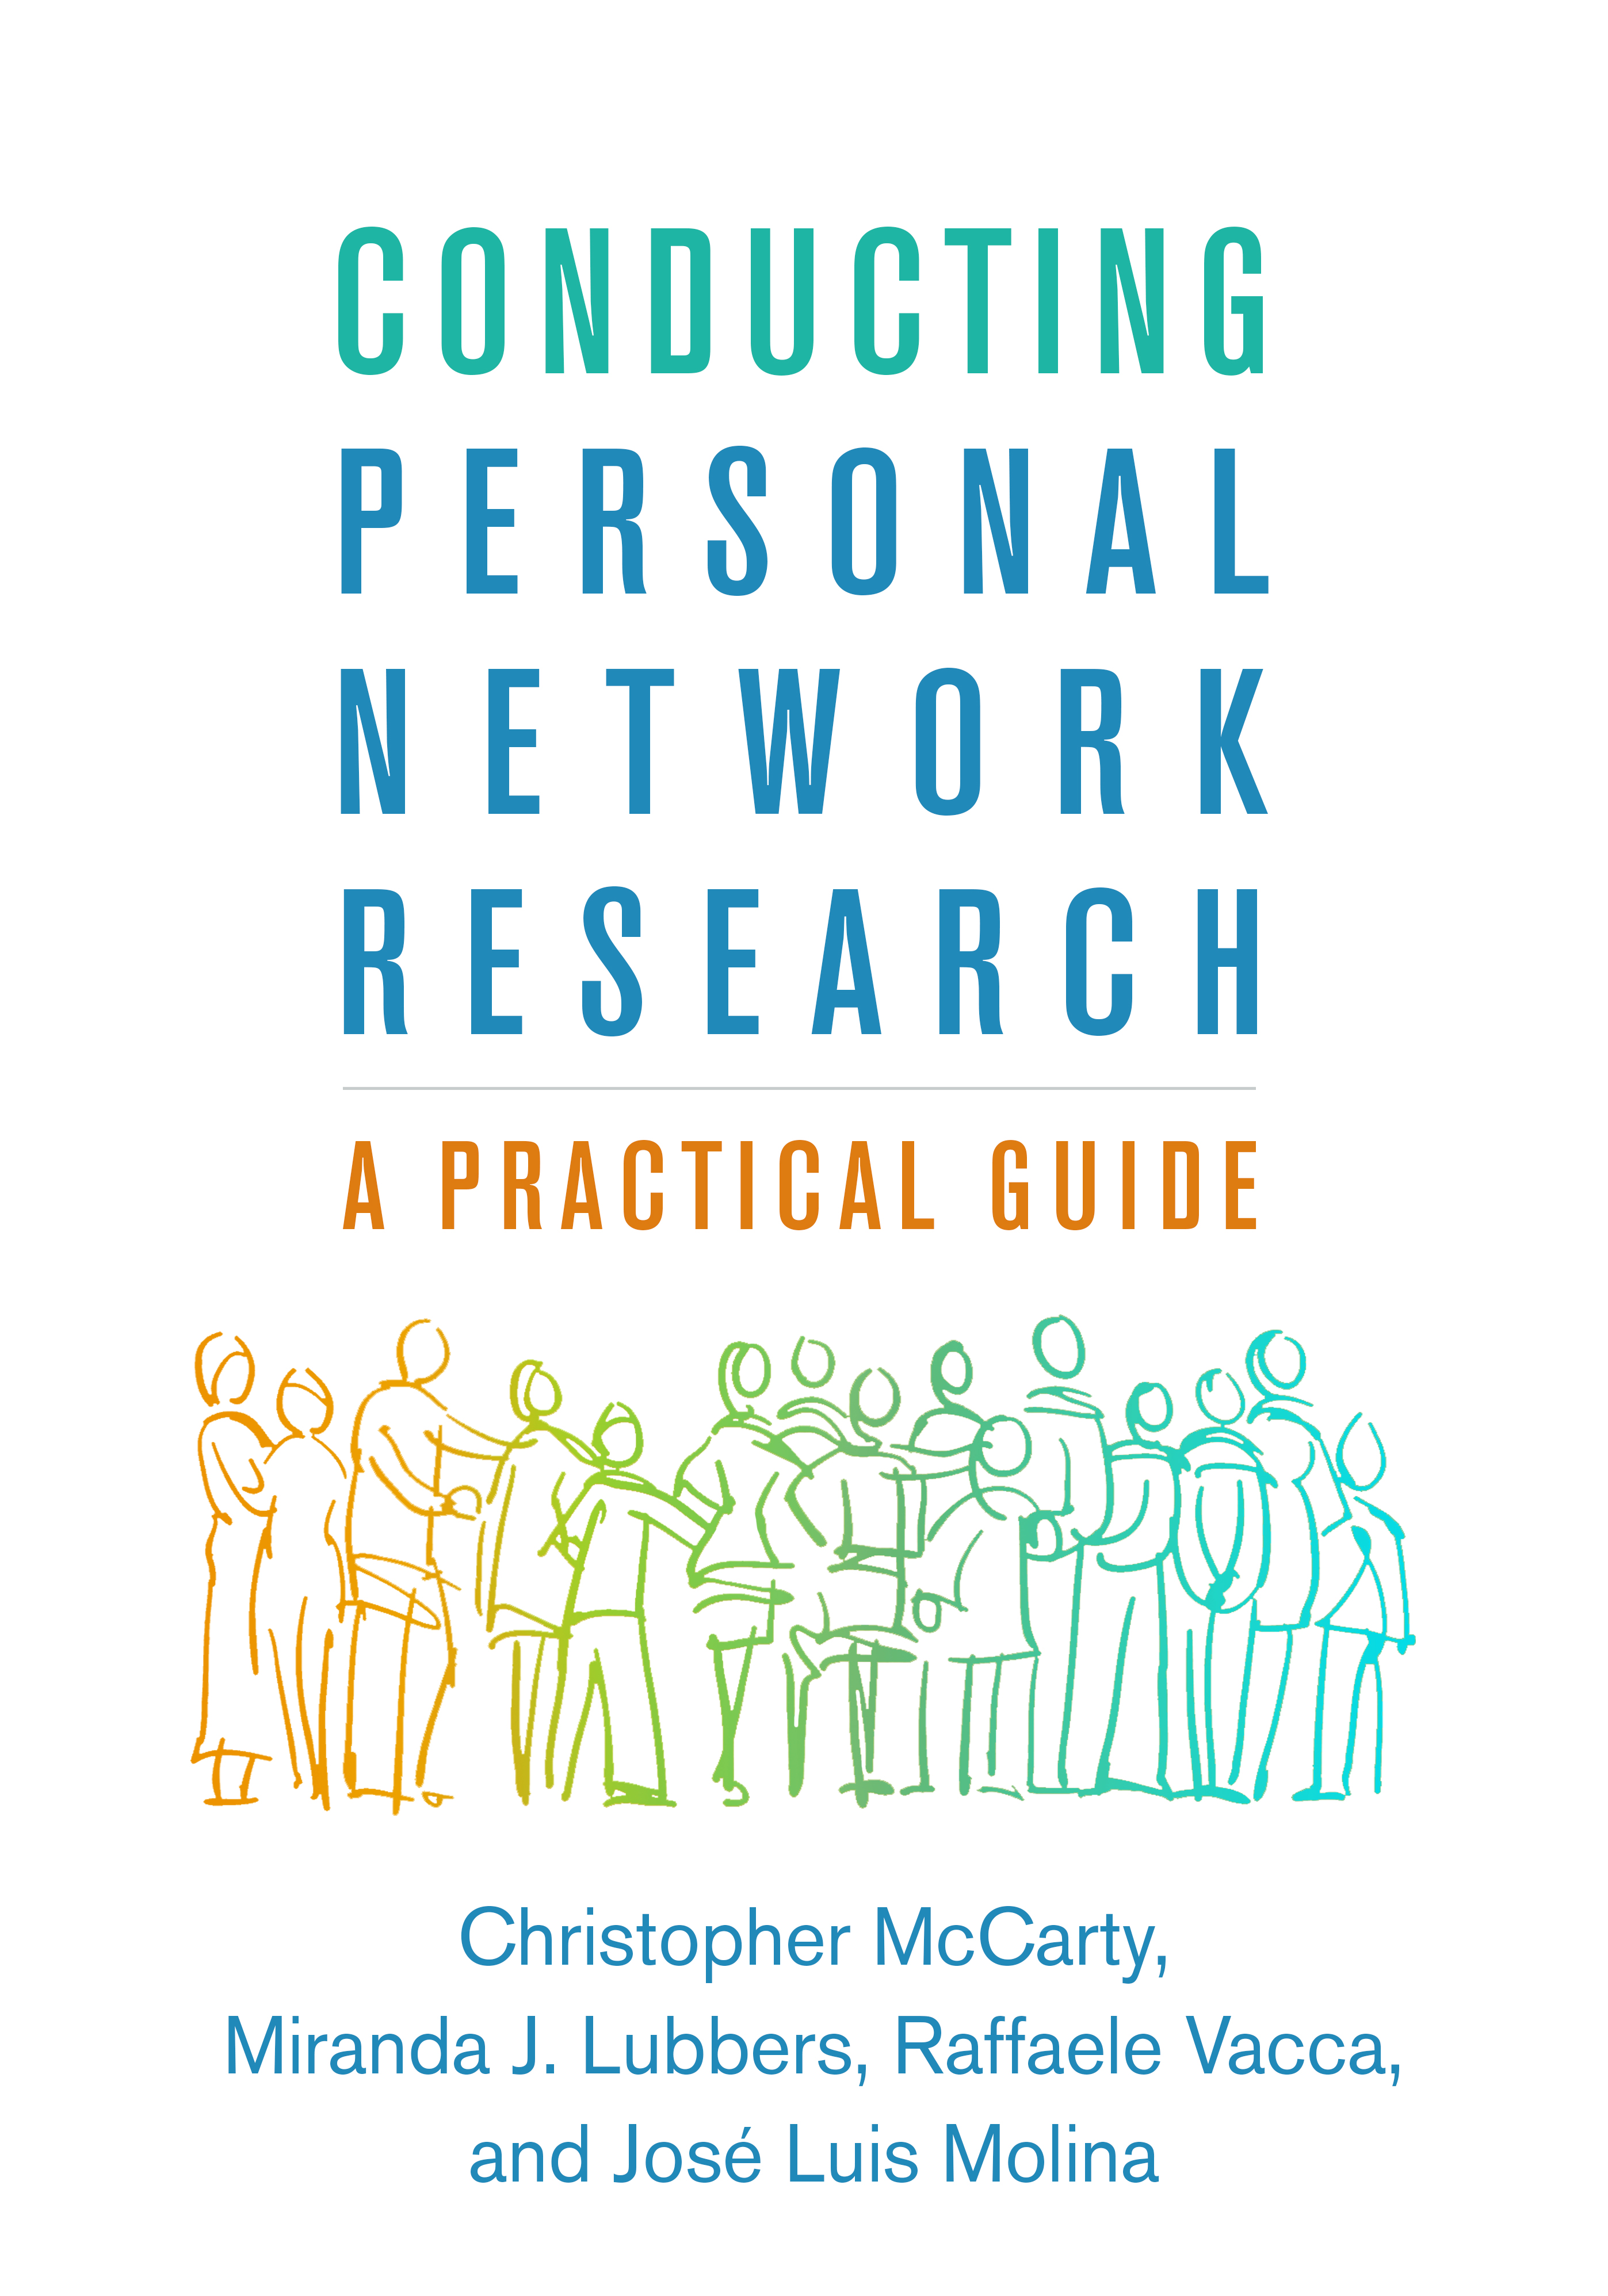 CONDUCTING
PERSONAL
NETWORK
RESEARCH
A PRACTICAL GUIDE
Christopher McCarty,
Miranda J. Lubbers, Raffaele Vacca,
and José Luis Molina